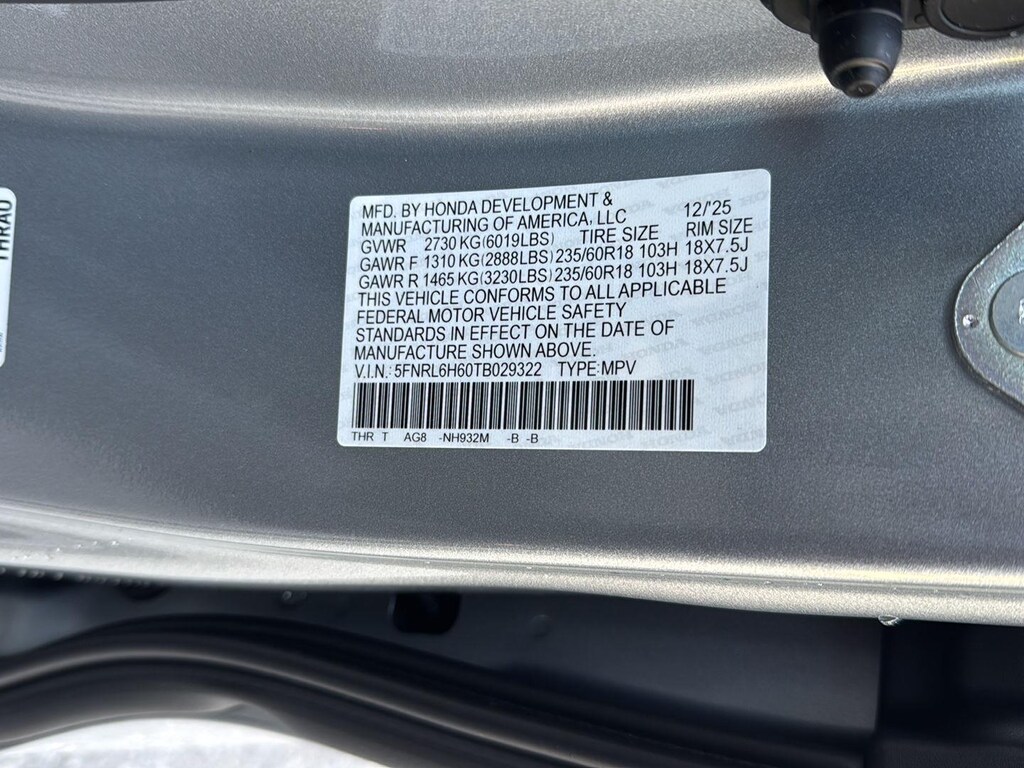 MFD. BY HONDA DEVELOPMENT &
MANUFACTURING OF AMERICA, LLC 12/'25
GVWR 2730 KG(6019LBS) TIRE SIZE RIM SIZE
GAWR F 1310 KG(2888LBS) 235/60R18 103H 18X7.5J
GAWR R 1465 KG(3230LBS) 235/60R18 103H 18X7.5J
THIS VEHICLE CONFORMS TO ALL APPLICABLE
FEDERAL MOTOR VEHICLE SAFETY
STANDARDS IN EFFECT ON THE DATE OF
MANUFACTURE SHOWN ABOVE.
V.I.N.: 5FNRL6H60TB029322 TYPE:MPV
THR T AG8 -NH932M -B -B
THRAU